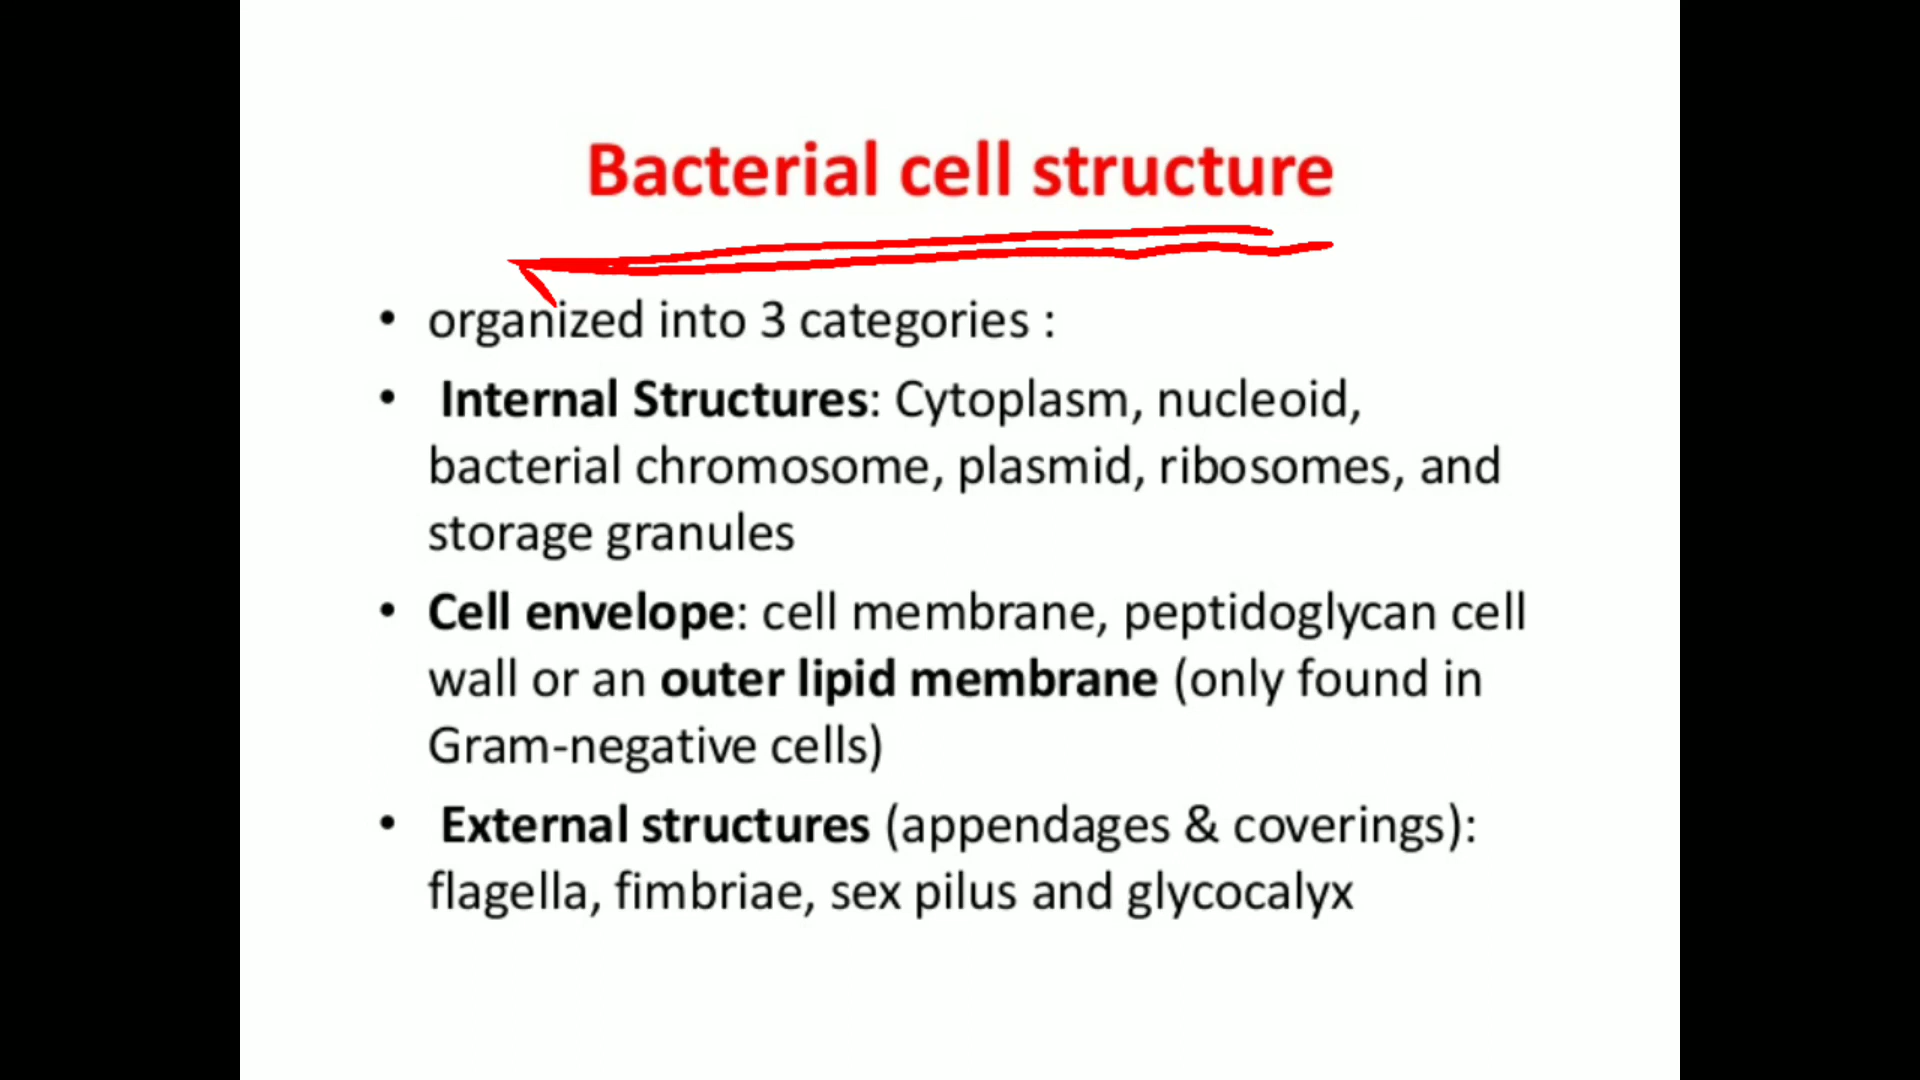 Bacterial cell structure
• organized into 3 categories :
• Internal Structures: Cytoplasm, nucleoid,
bacterial chromosome, plasmid, ribosomes, and
storage granules
• Cell envelope: cell membrane, peptidoglycan cell
wall or an outer lipid membrane (only found in
Gram-negative cells)
• External structures (appendages & coverings):
flagella, fimbriae, sex pilus and glycocalyx